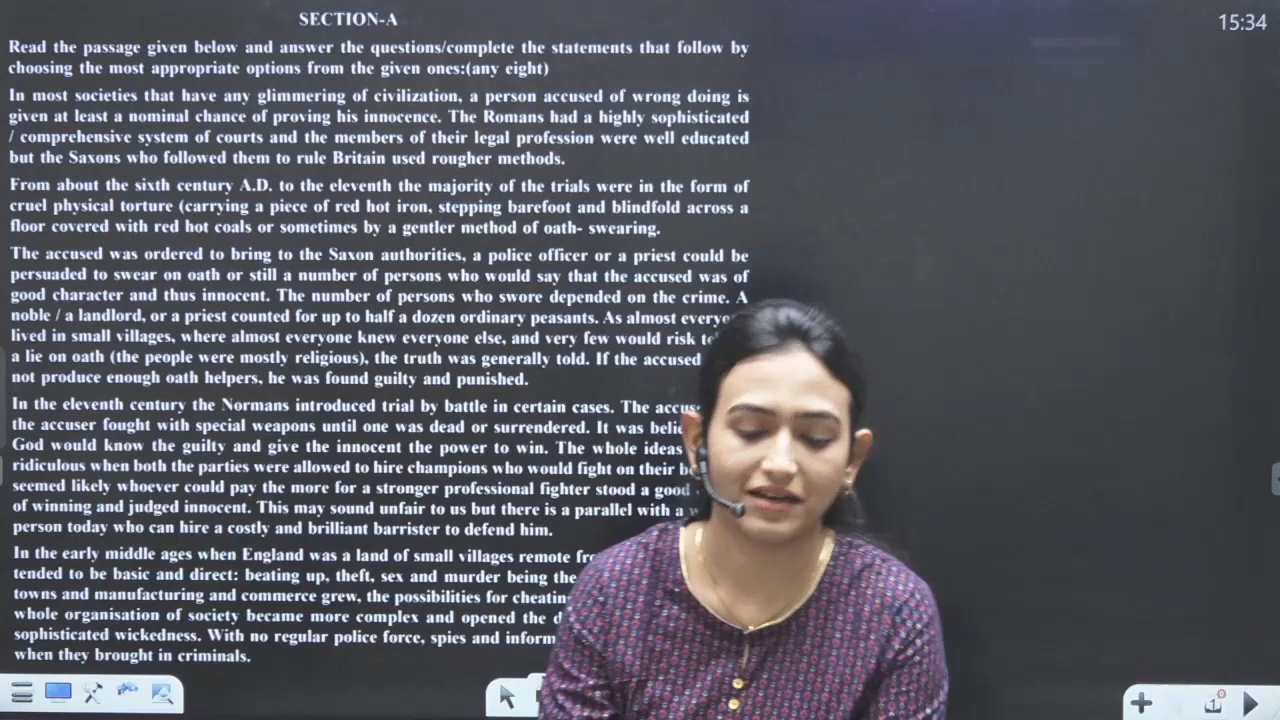 SECTION-A
15:34
Read the passage given below and answer the questions/complete the statements that follow by
choosing the most appropriate options from the given ones:(any eight)
In most societies that have any glimmering of civilization, a person accused of wrong doing is
given at least a nominal chance of proving his innocence. The Romans had a highly sophisticated
/ comprehensive system of courts and the members of their legal profession were well educated
but the Saxons who followed them to rule Britain used rougher methods.
From about the sixth century A.D. to the eleventh the majority of the trials were in the form of
cruel physical torture (carrying a piece of red hot iron, stepping barefoot and blindfold across a
floor covered with red hot coals or sometimes by a gentler method of oath- swearing.
The accused was ordered to bring to the Saxon authorities, a police officer or a priest could be
persuaded to swear on oath or still a number of persons who would say that the accused was of
good character and thus innocent. The number of persons who swore depended on the crime. A
noble / a landlord, or a priest counted for up to half a dozen ordinary peasants. As almost
lived in small villages, where almost everyone knew everyone else, and very few would risk
a lie on oath (the people were mostly religious), the truth was generally told. If the accused
not produce enough oath helpers, he was found guilty and punished.
In the eleventh century the Normans introduced trial by battle in certain cases. The
the accuser fought with special weapons until one was dead or surrendered. It was
God would know the guilty and give the innocent the power to win. The whole ideas
ridiculous when both the parties were allowed to hire champions who would fight on their
seemed likely whoever could pay the more for a stronger professional fighter stood a good
of winning and judged innocent. This may sound unfair to us but there is a parallel with a
person today who can hire a costly and brilliant barrister to defend him.
In the early middle ages when England was a land of small villages remote
tended to be basic and direct: beating up, theft, sex and murder being the
towns and manufacturing and commerce grew, the possibilities for
whole organisation of society became more complex and opened the
sophisticated wickedness. With no regular police force, spies and
when they brought in criminals.